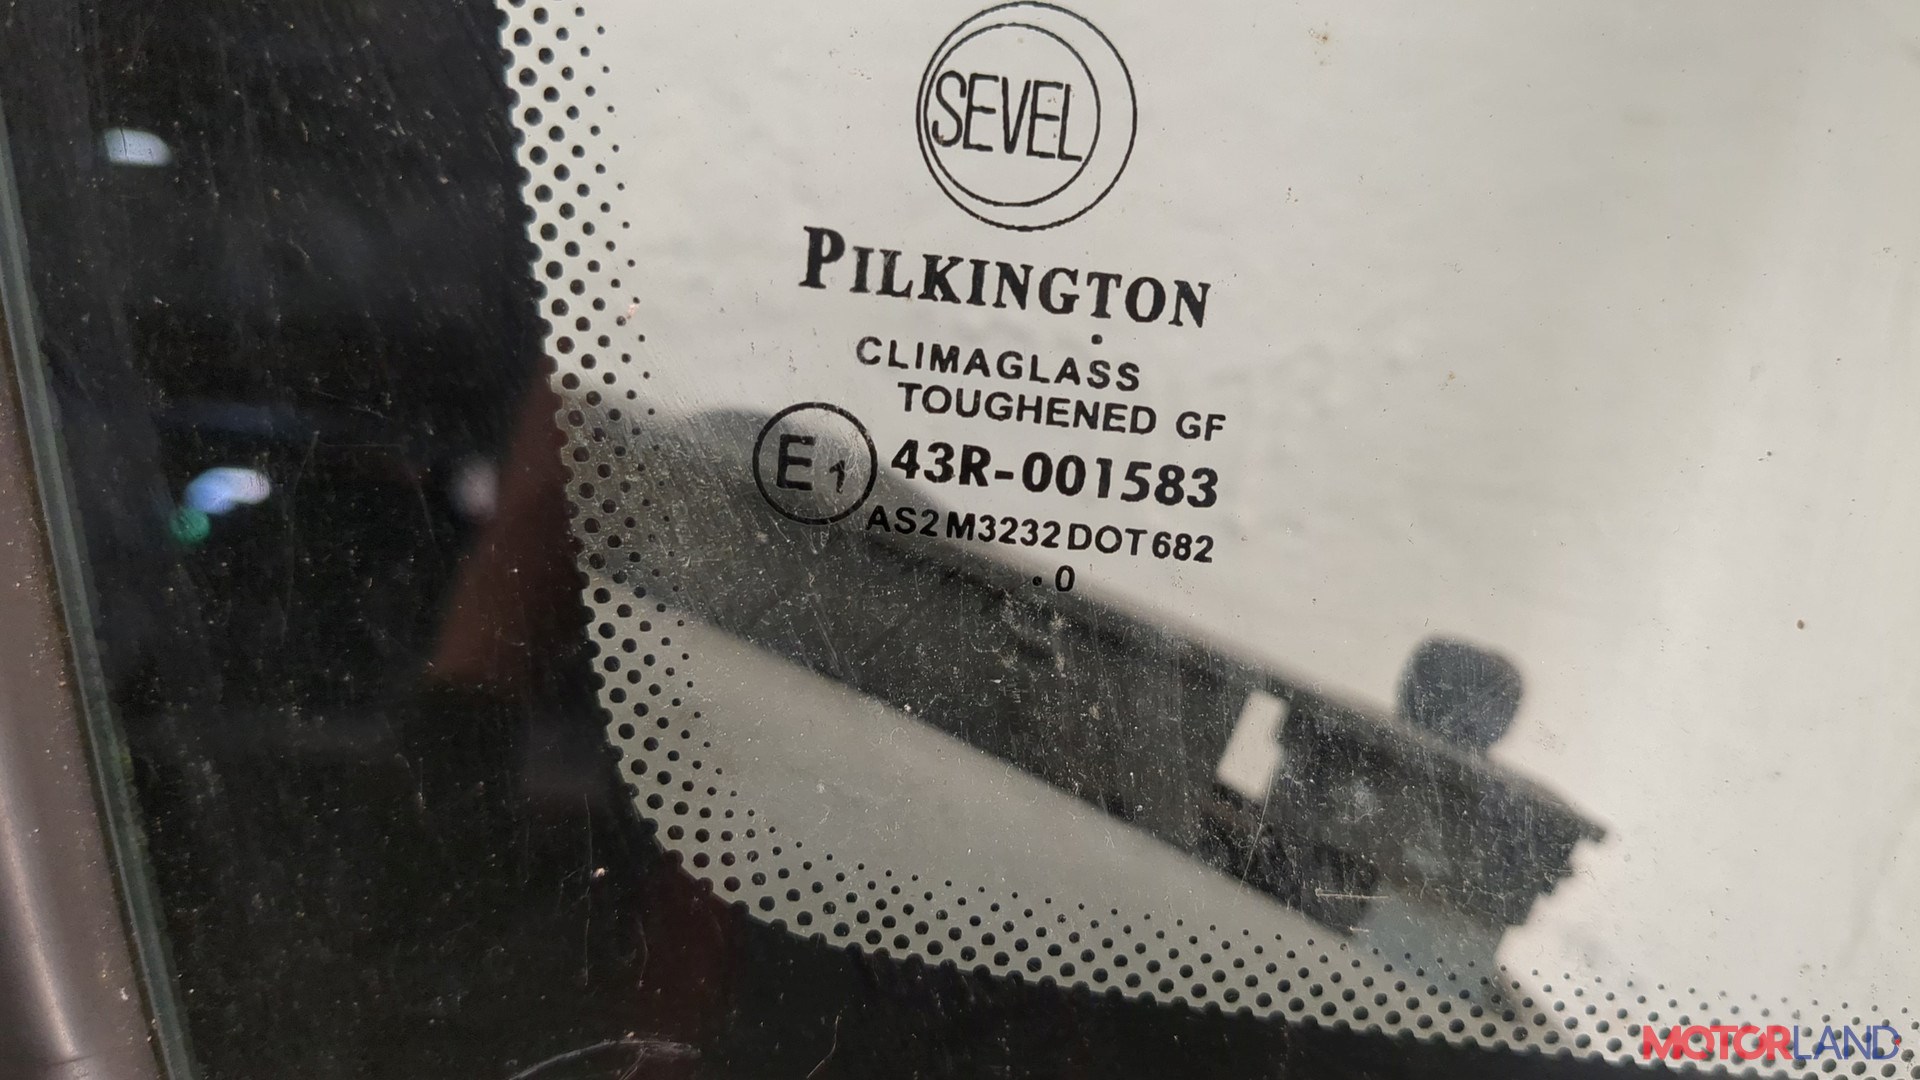 SEVEL
PILKINGTON
CLIMAGLASS
TOUGHENED GF
E1 43R-001583
AS2 M3232 DOT 682
. 0
MOTORLAND